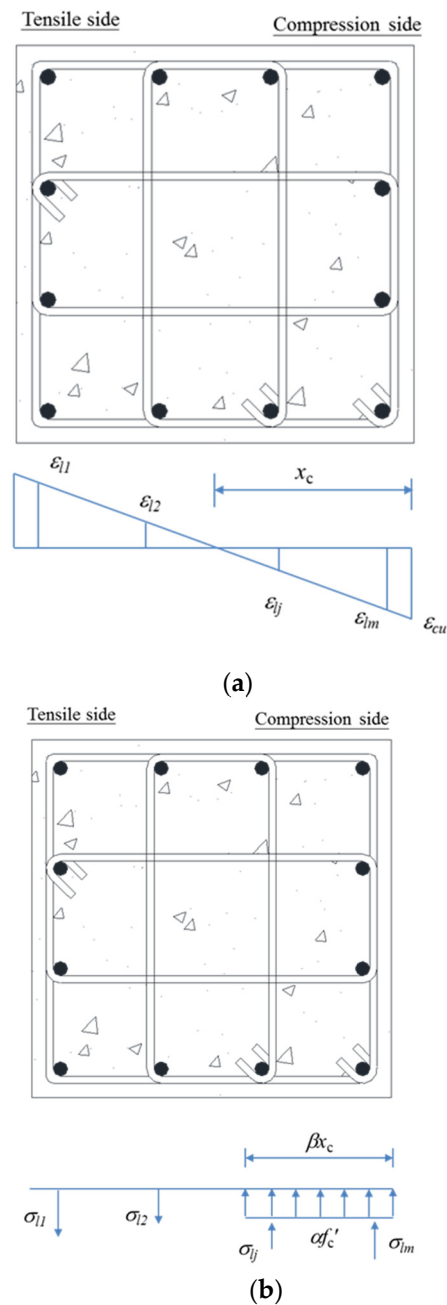 Tensile side Compression side
εl1
εl2
xc
εlj
εlm
εcu
(a)
Tensile side Compression side
βxc
σl1
σl2
σlj
αfc'
σlm
(b)